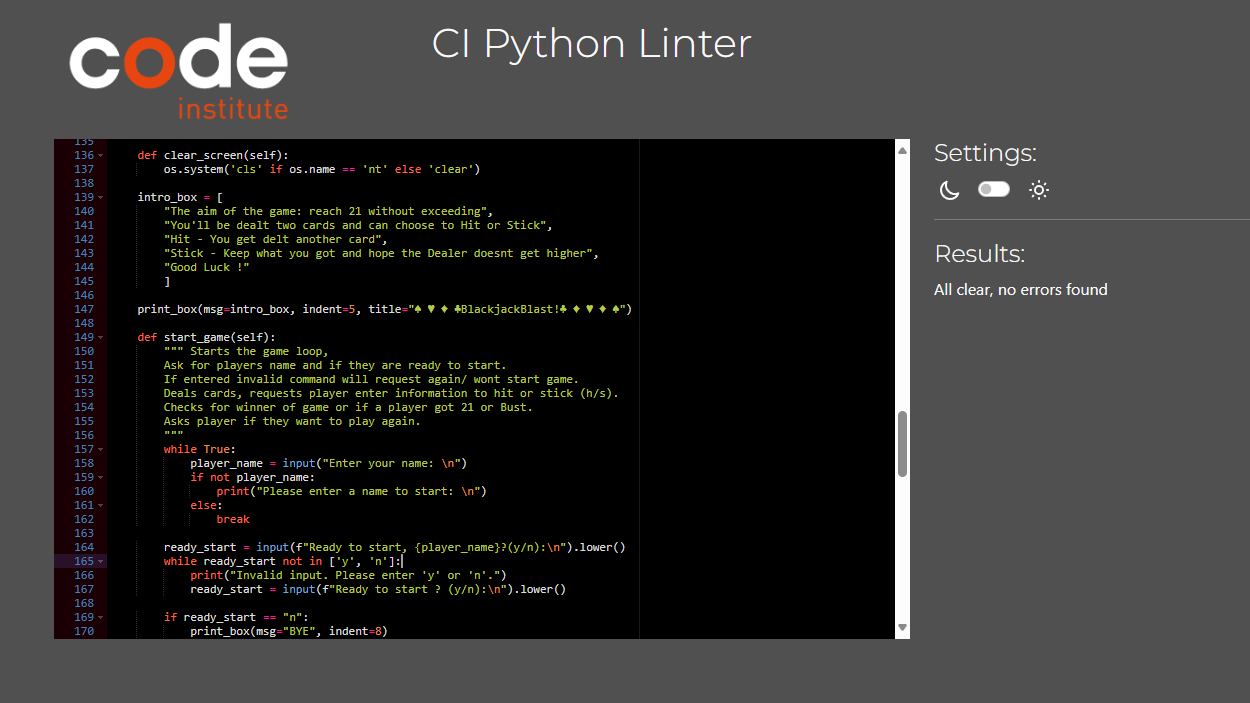 code
institute
CI Python Linter
135
136 def clear_screen(self):
137 os.system('cls' if os.name == 'nt' else 'clear')
138
139 intro_box = [
140 "The aim of the game: reach 21 without exceeding",
141 "You'll be dealt two cards and can choose to Hit or Stick",
142 "Hit - You get delt another card",
143 "Stick - Keep what you got and hope the Dealer doesnt get higher",
144 "Good Luck !"
145 ]
146
147 print_box(msg=intro_box, indent=5, title="♠ ♥ ♦ ♣BlackjackBlast!♣ ♦ ♥ ♦ ♠")
148
149 def start_game(self):
150 """ Starts the game loop,
151 Ask for players name and if they are ready to start.
152 If entered invalid command will request again/ wont start game.
153 Deals cards, requests player enter information to hit or stick (h/s).
154 Checks for winner of game or if a player got 21 or Bust.
155 Asks player if they want to play again.
156 """
157 while True:
158 player_name = input("Enter your name: \n")
159 if not player_name:
160 print("Please enter a name to start: \n")
161 else:
162 break
163
164 ready_start = input(f"Ready to start, {player_name}?(y/n):\n").lower()
165 while ready_start not in ['y', 'n']:
166 print("Invalid input. Please enter 'y' or 'n'.")
167 ready_start = input(f"Ready to start ? (y/n):\n").lower()
168
169 if ready_start == "n":
170 print_box(msg="BYE", indent=8)
Settings:
Results:
All clear, no errors found